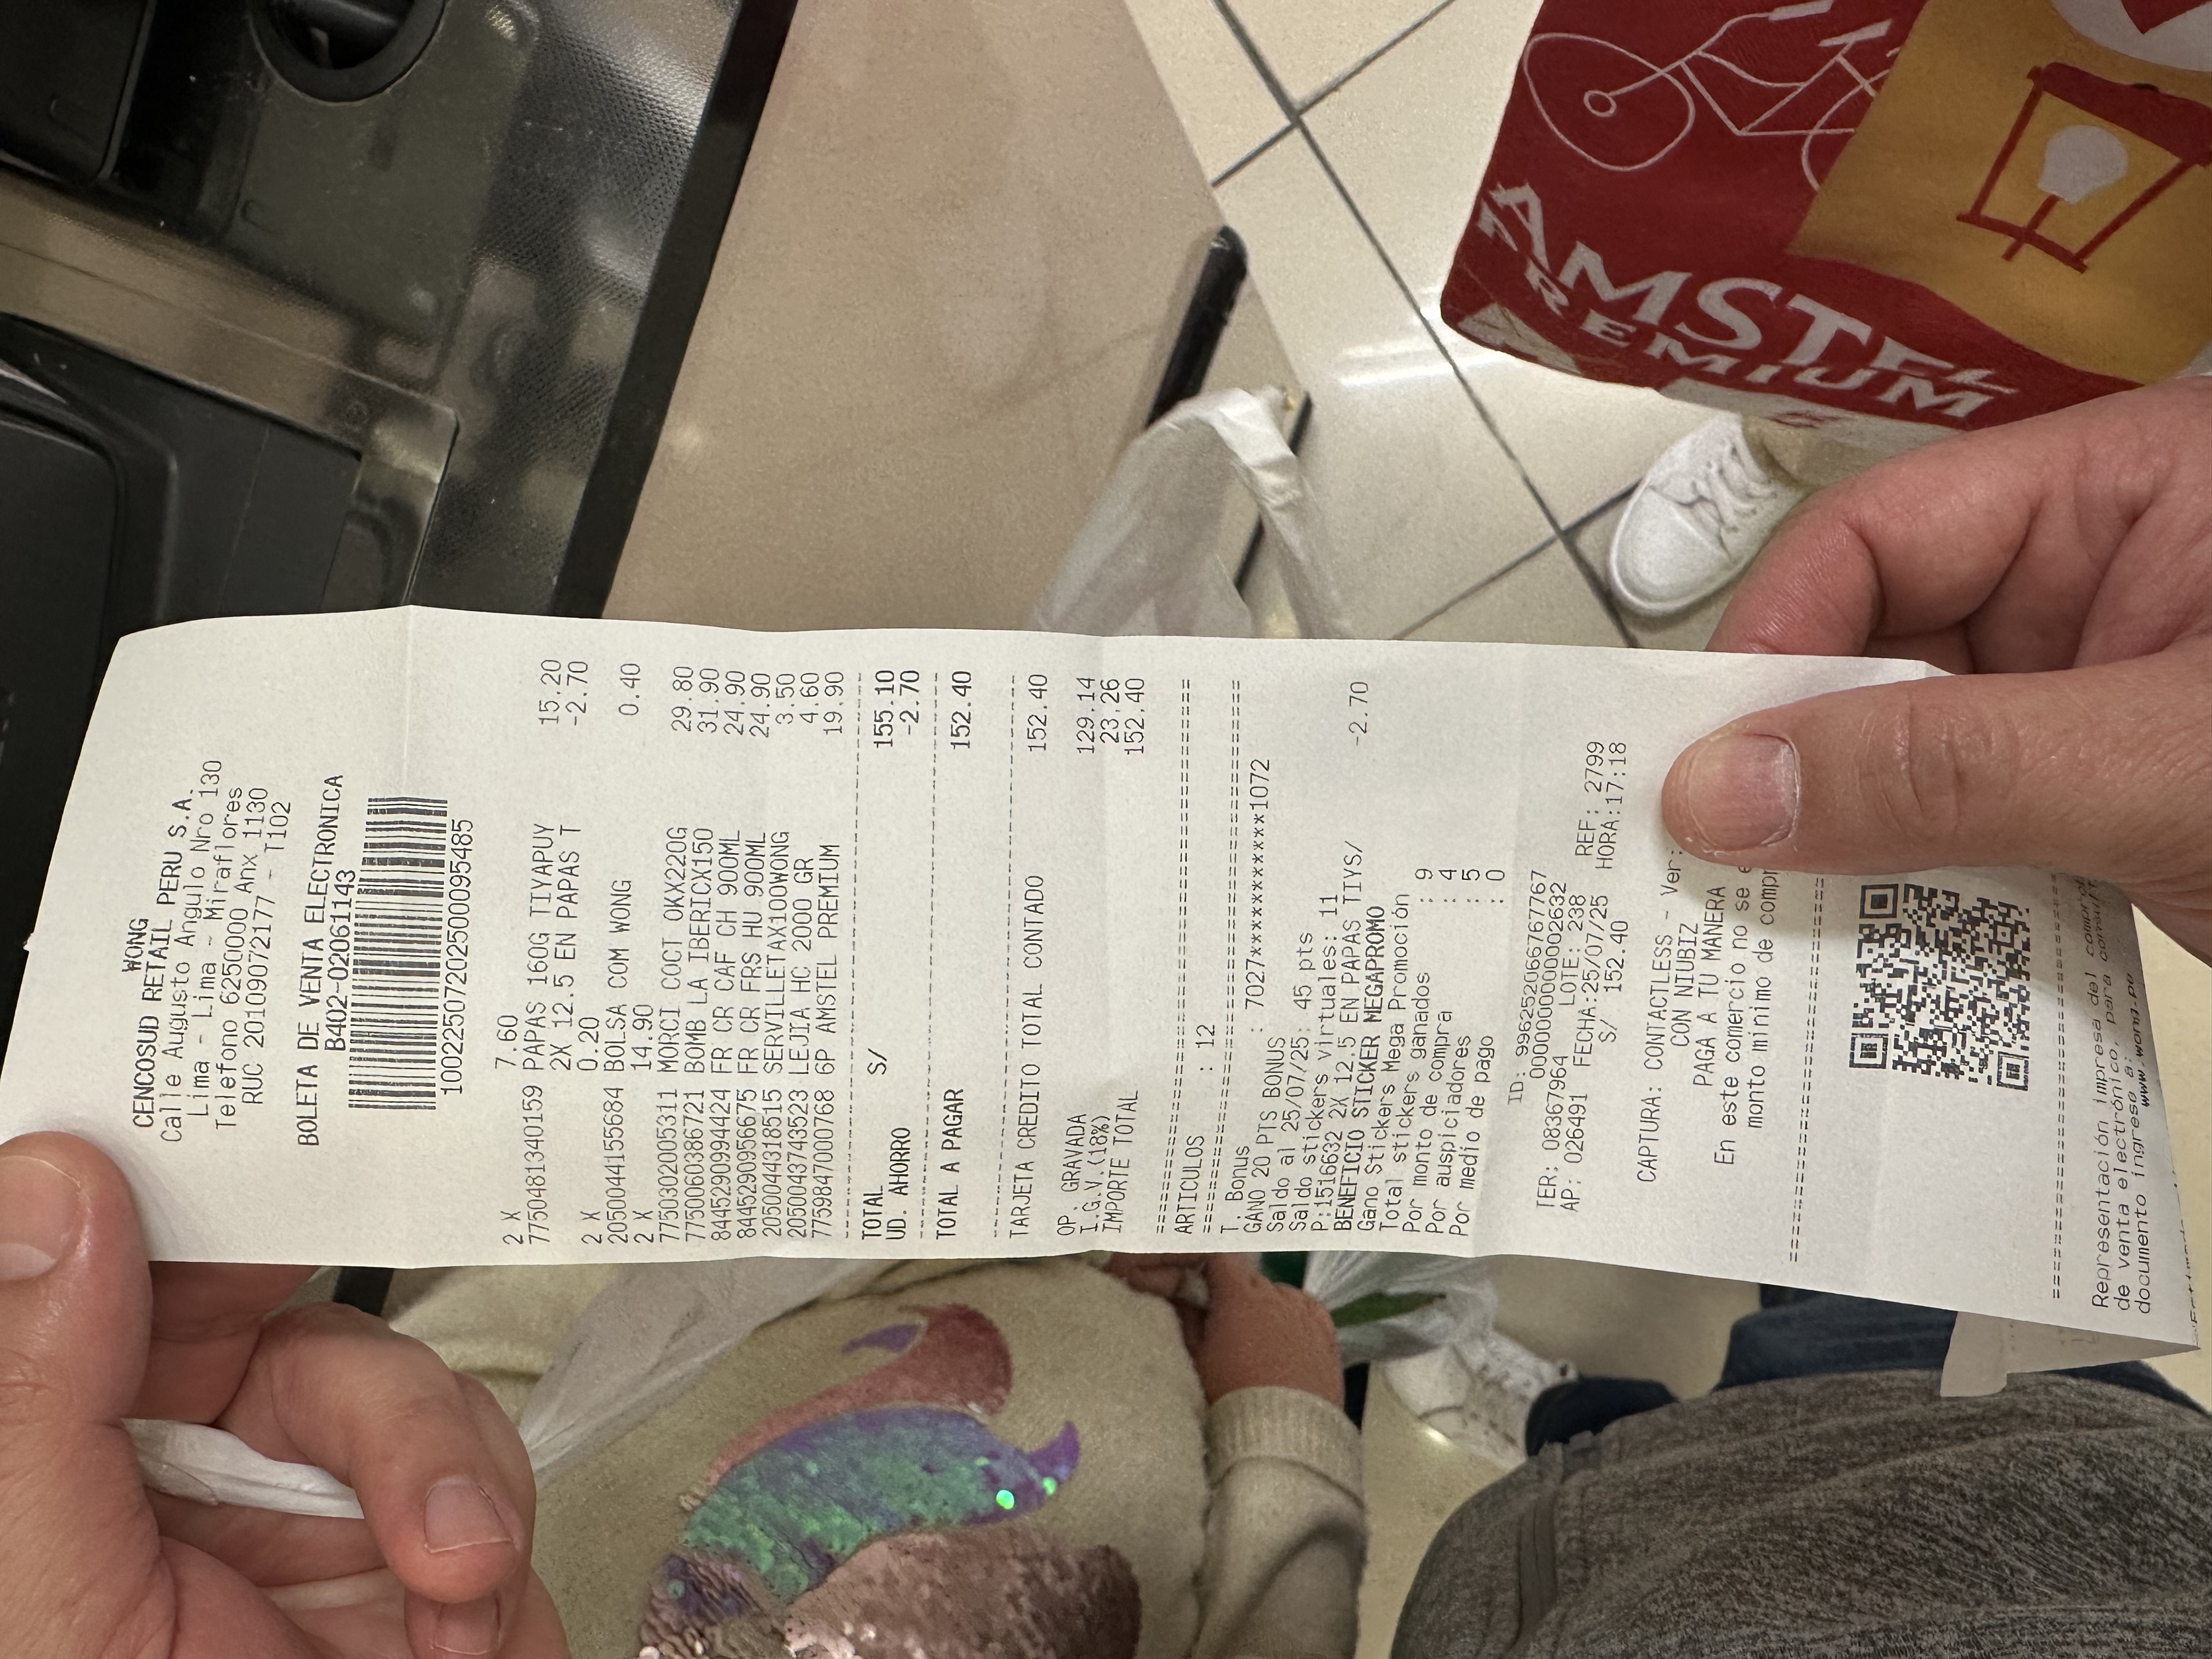 WONG
CENCOSUD RETAIL PERU S.A.
Calle Augusto Angulo Nro 130
Lima - Lima - Miraflores
Telefono 6250000 Anx 1130
RUC 20109072177 - T102
BOLETA DE VENTA ELECTRONICA
B402-02061143
10022507202500095485
2 X 7.60
7750481340159 PAPAS 160G TIYAPUY 15.20
2X 12.5 EN PAPAS T -2.70
2 X 0.20
2050044155684 BOLSA COM WONG 0.40
2 X 14.90
7750302005311 MORCI COCT OKX220G 29.80
7750060386721 BOMB LA IBERICX150 31.90
8445290994424 FR CR CAF CH 900ML 24.90
8445290956675 FR CR FRS HU 900ML 24.90
2050044318515 SERVILLETAX100WONG 3.50
2050043743523 LEJIA HC 2000 GR 4.60
7759847000768 6P AMSTEL PREMIUM 19.90
TOTAL S/ 155.10
UD. AHORRO -2.70
TOTAL A PAGAR 152.40
TARJETA CREDITO TOTAL CONTADO 152.40
OP. GRAVADA 129.14
I.G.V.(18%) 23.26
IMPORTE TOTAL 152.40
ARTICULOS : 12
T. Bonus : 7027***********1072
GANO 20 PTS BONUS
Saldo al 25/07/25: 45 pts
Saldo stickers virtuales: 11
P:1516632 2X 12.5 EN PAPAS TIYS/ -2.70
BENEFICIO STICKER MEGAPROMO
Gano Stickers Mega Promoción
Total stickers ganados : 9
Por monto de compra : 4
Por auspiciadores : 5
Por medio de pago : 0
ID: 996252066767767
0000000000002632
TER: 08367964 LOTE: 238 REF: 2799
AP: 026491 FECHA:25/07/25 HORA:17:18
S/ 152.40
CAPTURA: CONTACTLESS - Ver:
CON NIUBIZ
PAGA A TU MANERA
En este comercio no se
monto minimo de
Representación impresa del
de venta electrónico, para
documento ingrese a:
www.wong.pe
AMSTEL
PREMIUM